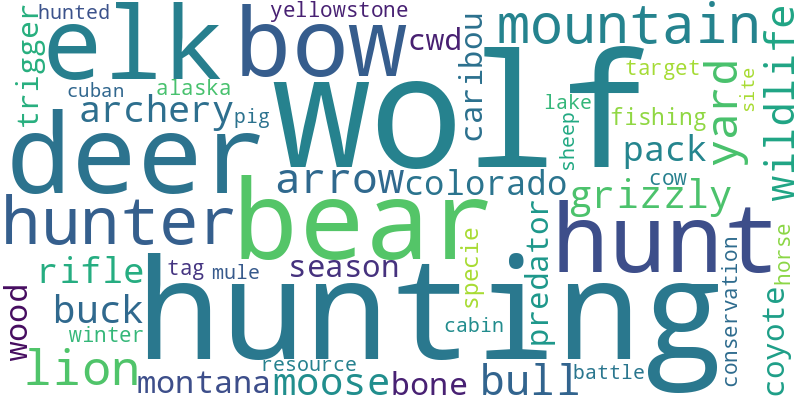 hunted
yellowstone
trigger
elk
bow
cwd
mountain
wildlife
cuban
alaska
caribou
target
site
archery
pig
wolf
lake
fishing
yard
deer
sheep
pack
arrow
colorado
cow
grizzly
hunter
bear
hunt
horse
rifle
tag
mule
season
specie
predator
conservation
wood
buck
hunting
cabin
coyote
winter
lion
montana
resource
moose
bone
bull
battle